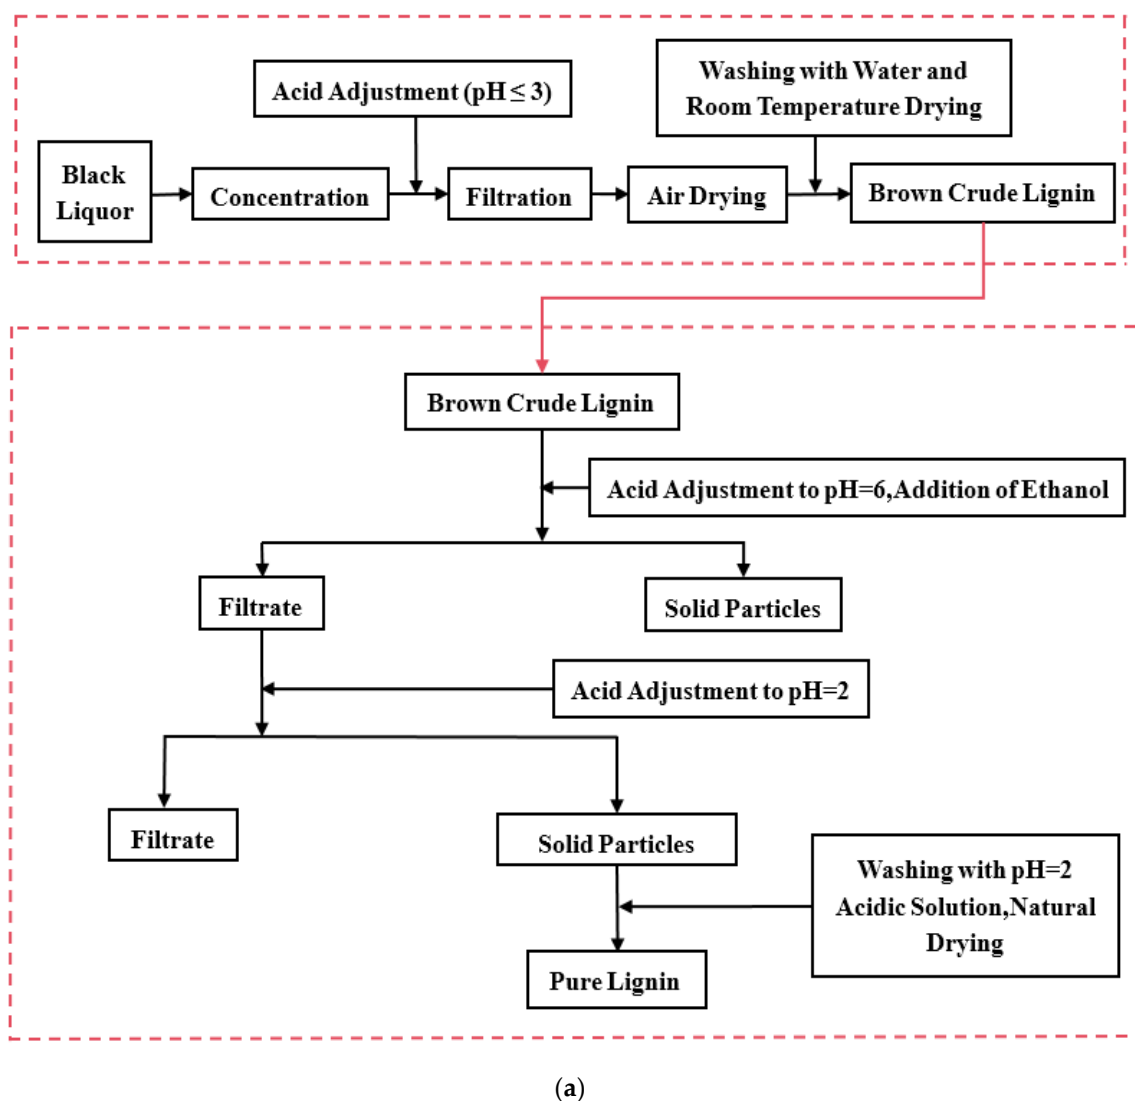 Acid Adjustment (pH ≤ 3)
Washing with Water and
Room Temperature Drying
Black
Liquor
Concentration
Filtration
Air Drying
Brown Crude Lignin
Brown Crude Lignin
Acid Adjustment to pH=6,Addition of Ethanol
Filtrate
Solid Particles
Acid Adjustment to pH=2
Filtrate
Solid Particles
Washing with pH=2
Acidic Solution,Natural
Drying
Pure Lignin
(a)